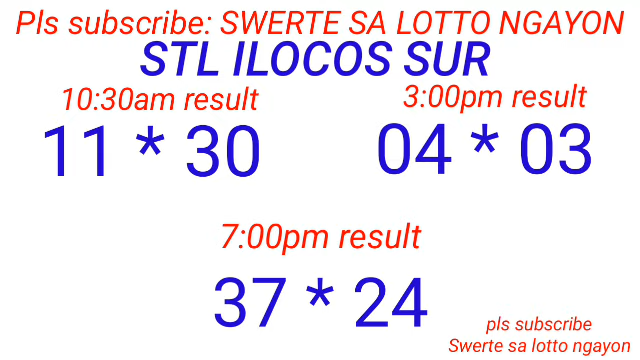 Pls subscribe: SWERTE SA LOTTO NGAYON
STL ILOCOS SUR
10:30am result
11 * 30
3:00pm result
04 * 03
7:00pm result
37 * 24
pls subscribe
Swerte sa lotto ngayon